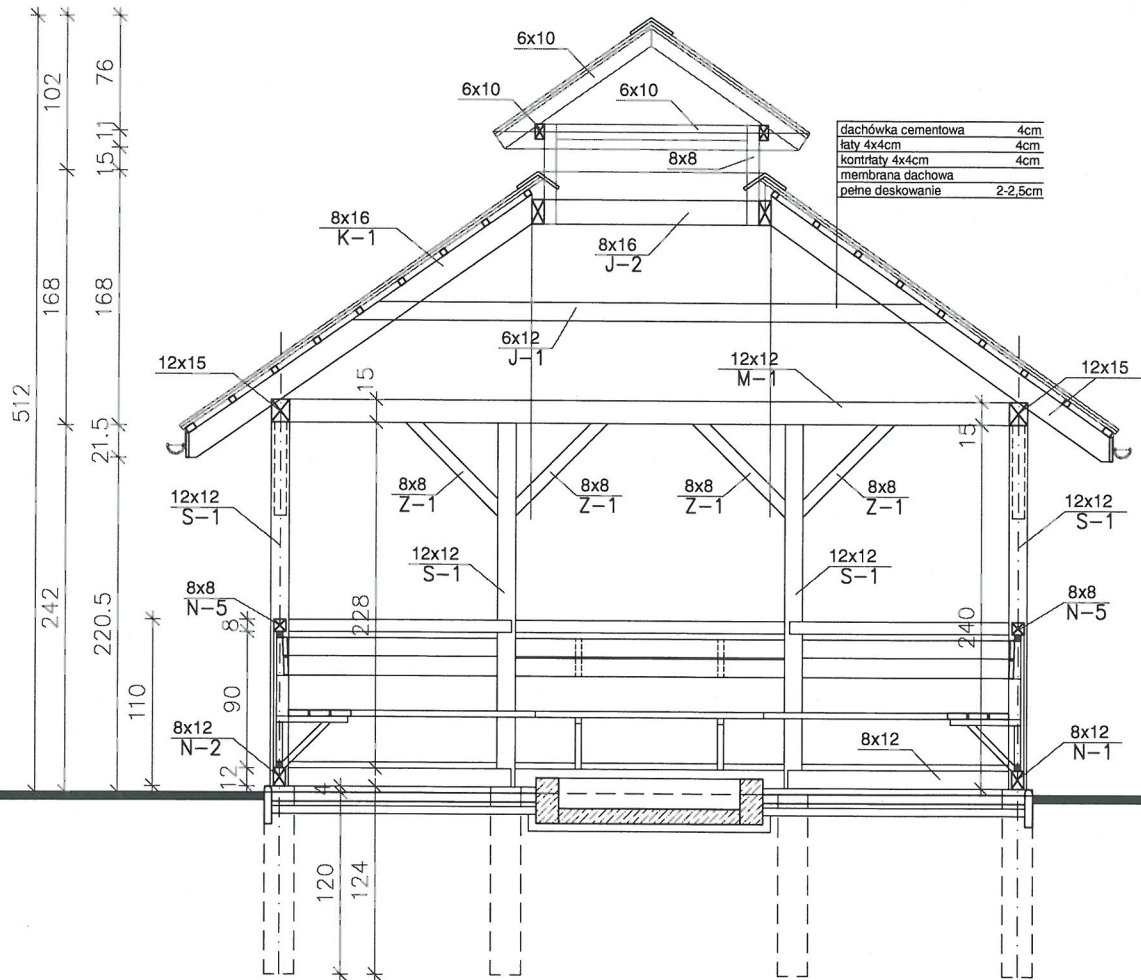 6x10
6x10
6x10
8x8
dachówka cementowa 4cm
łaty 4x4cm 4cm
kontrłaty 4x4cm 4cm
membrana dachowa
pełne deskowanie 2-2,5cm
8x16
K-1
8x16
J-2
6x12
J-1
12x12
M-1
12x15
12x15
15
15
8x8
Z-1
8x8
Z-1
8x8
Z-1
8x8
Z-1
12x12
S-1
12x12
S-1
12x12
S-1
12x12
S-1
8x8
N-5
8x8
N-5
8x12
N-2
8x12
8x12
N-1
512
102
168
242
76
11
15
168
21.5
220.5
110
8
90
12
228
240
4
120
124